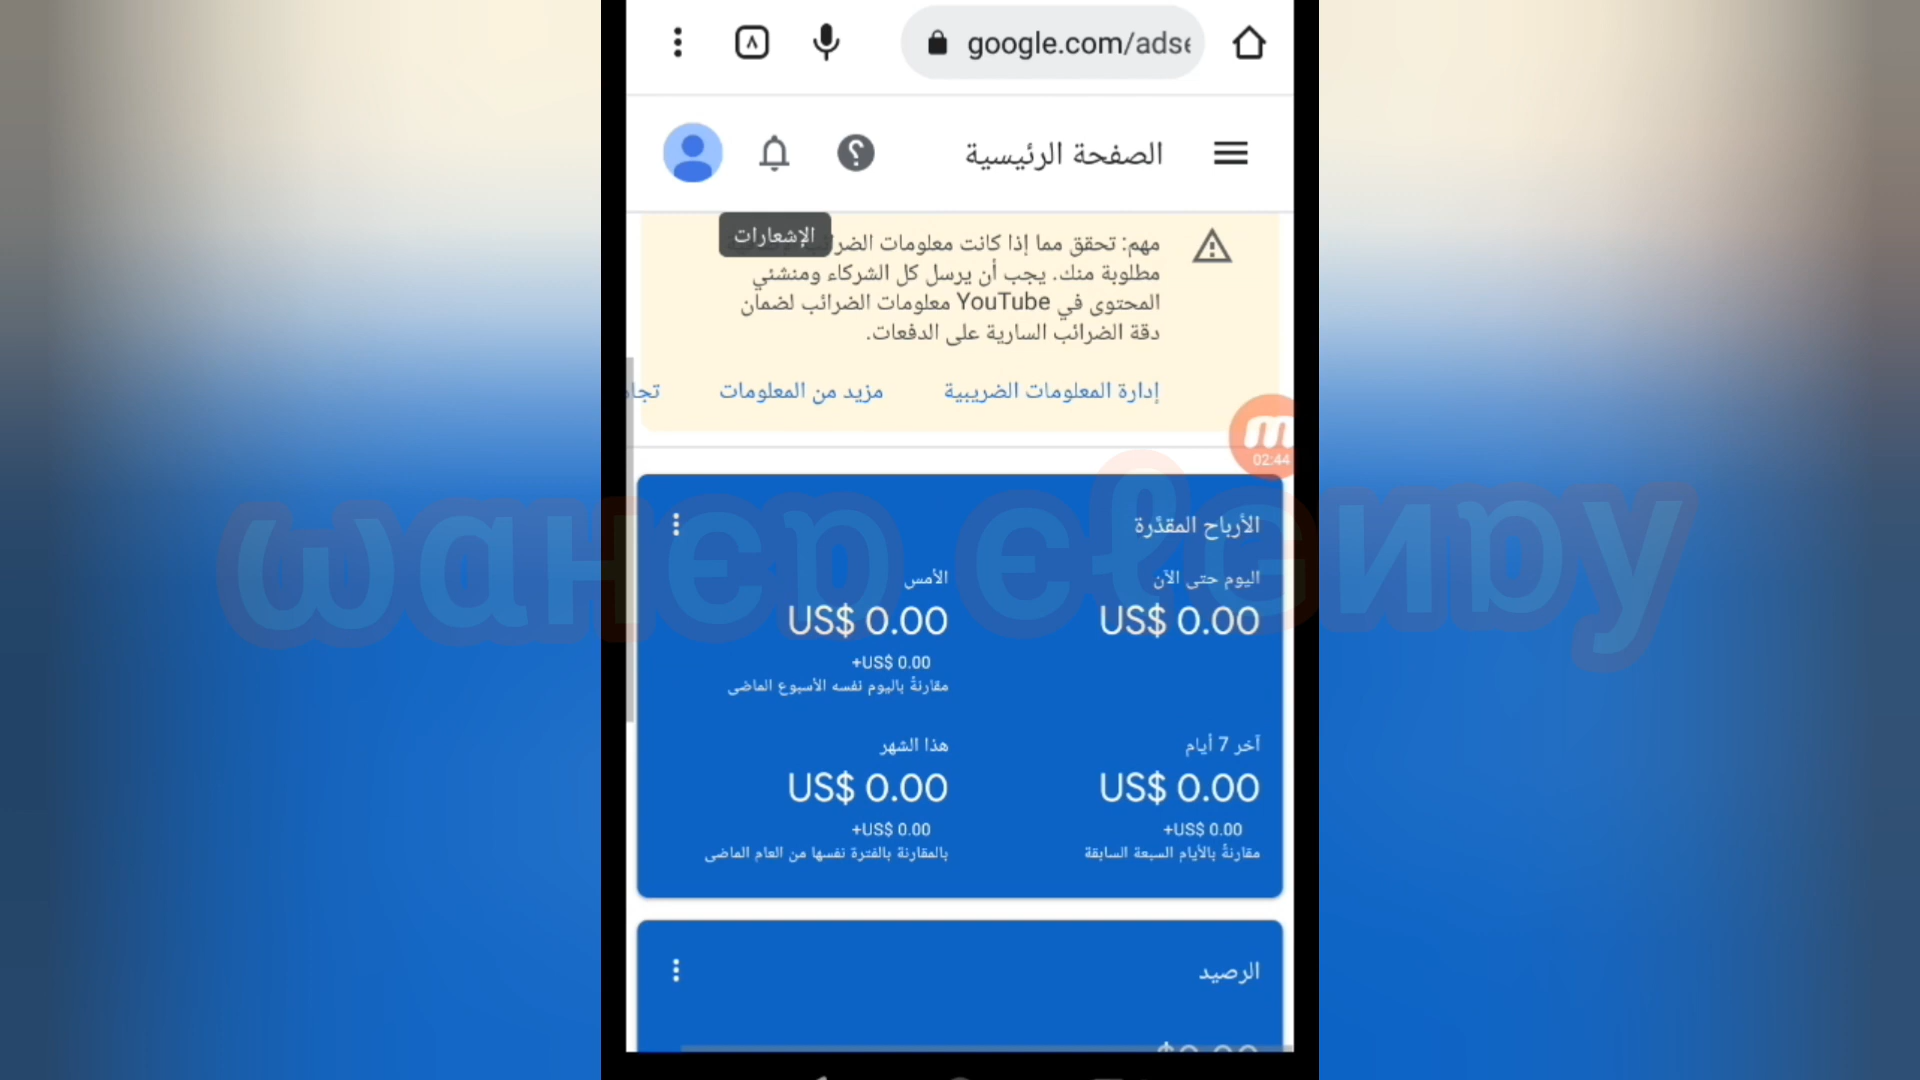 google.com/adse
الصفحة الرئيسية
الإشعارات
مهم: تحقق مما إذا كانت معلومات
مطلوبة منك. يجب أن يرسل كل الشركاء ومنشئي
المحتوى في YouTube معلومات الضرائب لضمان
دقة الضرائب السارية على الدفعات.
إدارة المعلومات الضريبية مزيد من المعلومات
02:44
الأرباح المقدَّرة
اليوم حتى الآن الأمس
US$ 0.00 US$ 0.00
+US$ 0.00
مقارنةً باليوم نفسه الأسبوع الماضي
آخر 7 أيام هذا الشهر
US$ 0.00 US$ 0.00
+US$ 0.00 +US$ 0.00
مقارنةً بالأيام السبعة السابقة بالمقارنة بالفترة نفسها من العام الماضي
الرصيد